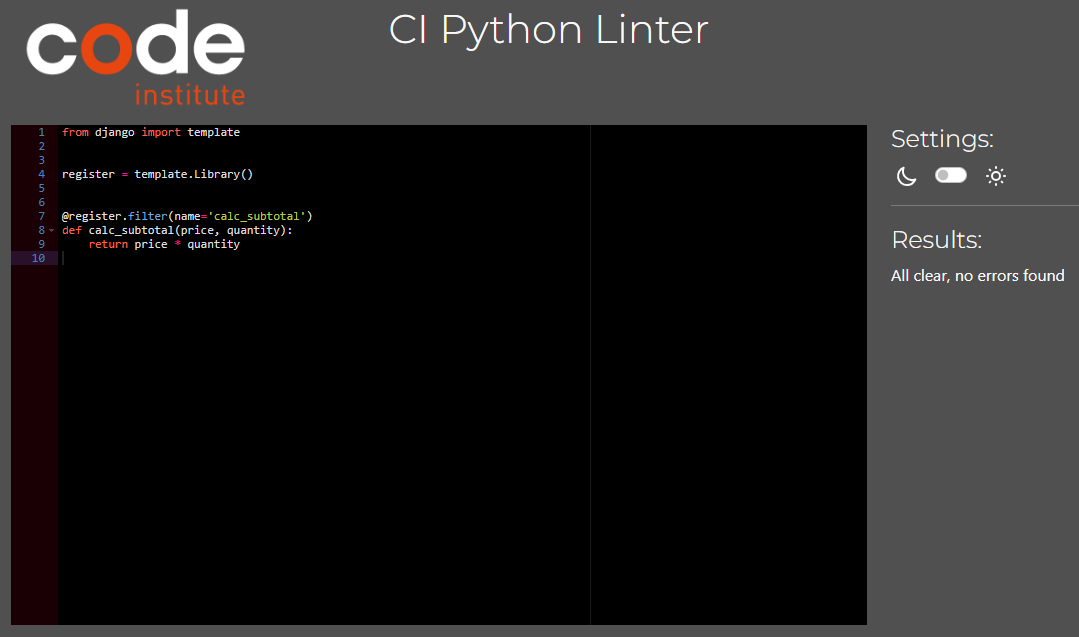 code
institute
CI Python Linter
1 from django import template
2
3
4 register = template.Library()
5
6
7 @register.filter(name='calc_subtotal')
8 def calc_subtotal(price, quantity):
9     return price * quantity
10
Settings:
Results:
All clear, no errors found